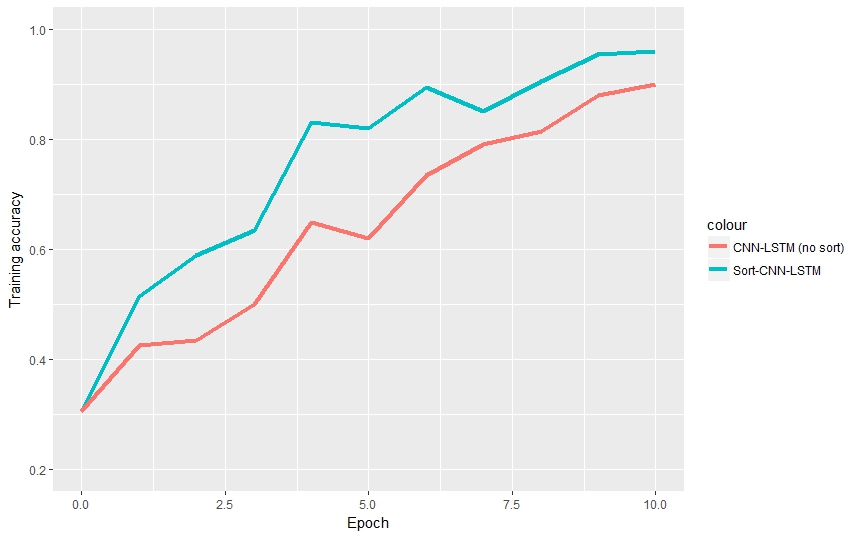 1.0
0.8
0.6
0.4
0.2
Training accuracy
0.0 2.5 5.0 7.5 10.0
Epoch
colour
CNN-LSTM (no sort)
Sort-CNN-LSTM